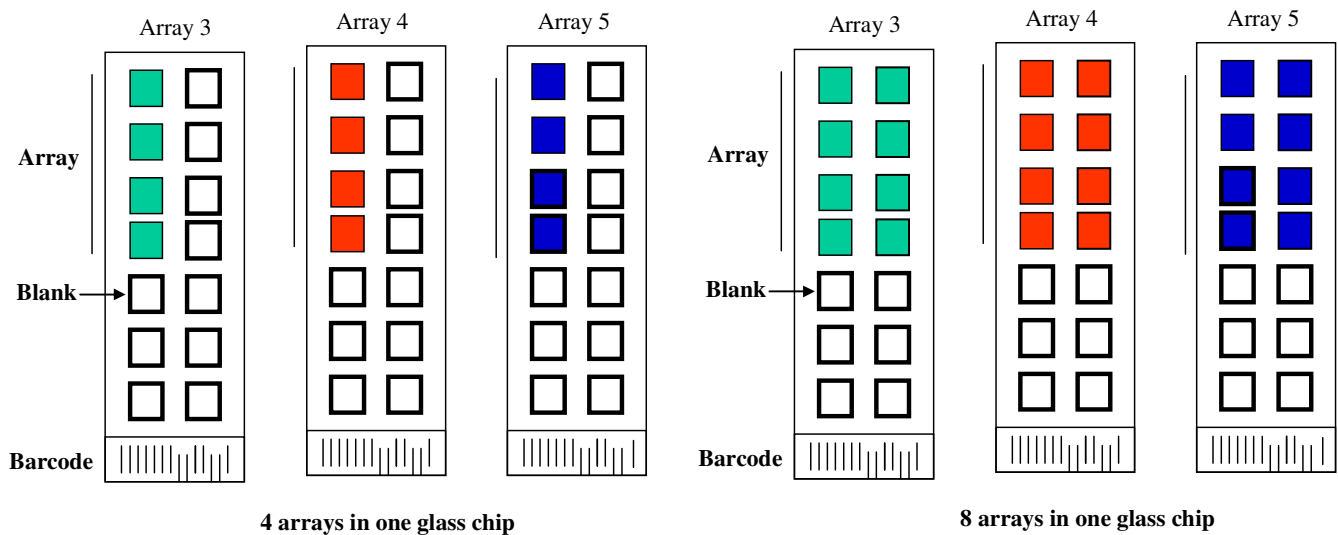 Array 3
Array 4
Array 5
Array
Blank
Barcode
4 arrays in one glass chip
Array 3
Array 4
Array 5
Array
Blank
Barcode
8 arrays in one glass chip